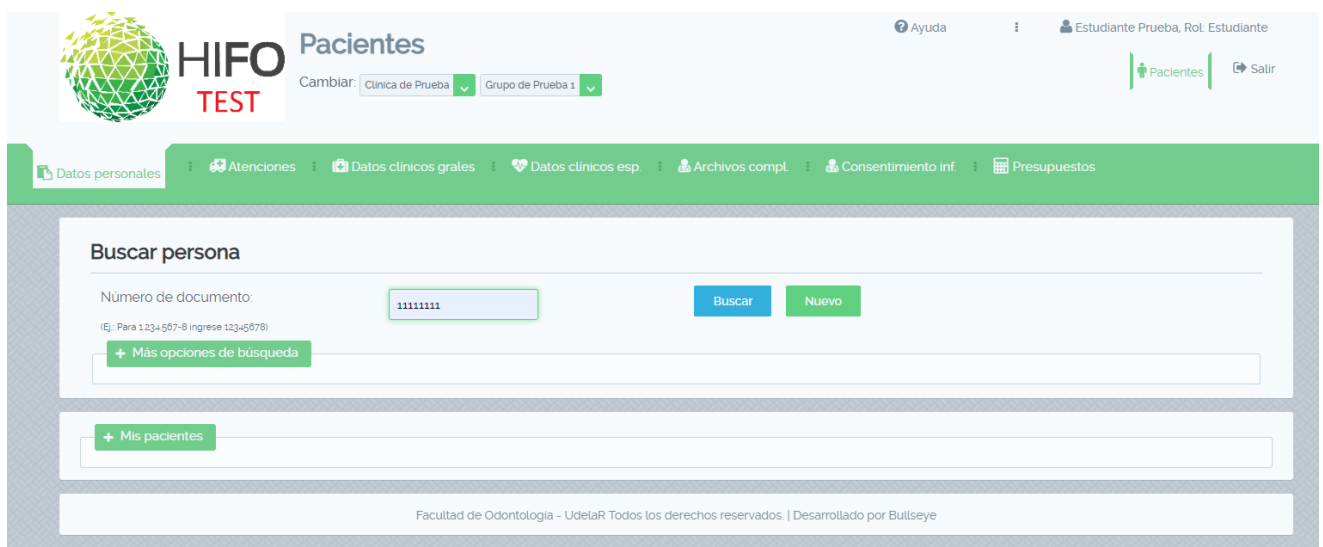 HIFO
TEST
Pacientes
Cambiar: Clinica de Prueba Grupo de Prueba 1
Ayuda
Estudiante Prueba, Rol: Estudiante
Pacientes
Salir
Datos personales
Atenciones
Datos clínicos grales
Datos clínicos esp.
Archivos compl.
Consentimiento inf.
Presupuestos
Buscar persona
Número de documento:
11111111
Buscar
Nuevo
(Ej.: Para 1.234.567-8 ingrese 12345678)
+ Más opciones de búsqueda
+ Mis pacientes
Facultad de Odontología - UdelaR Todos los derechos reservados. | Desarrollado por Bullseye